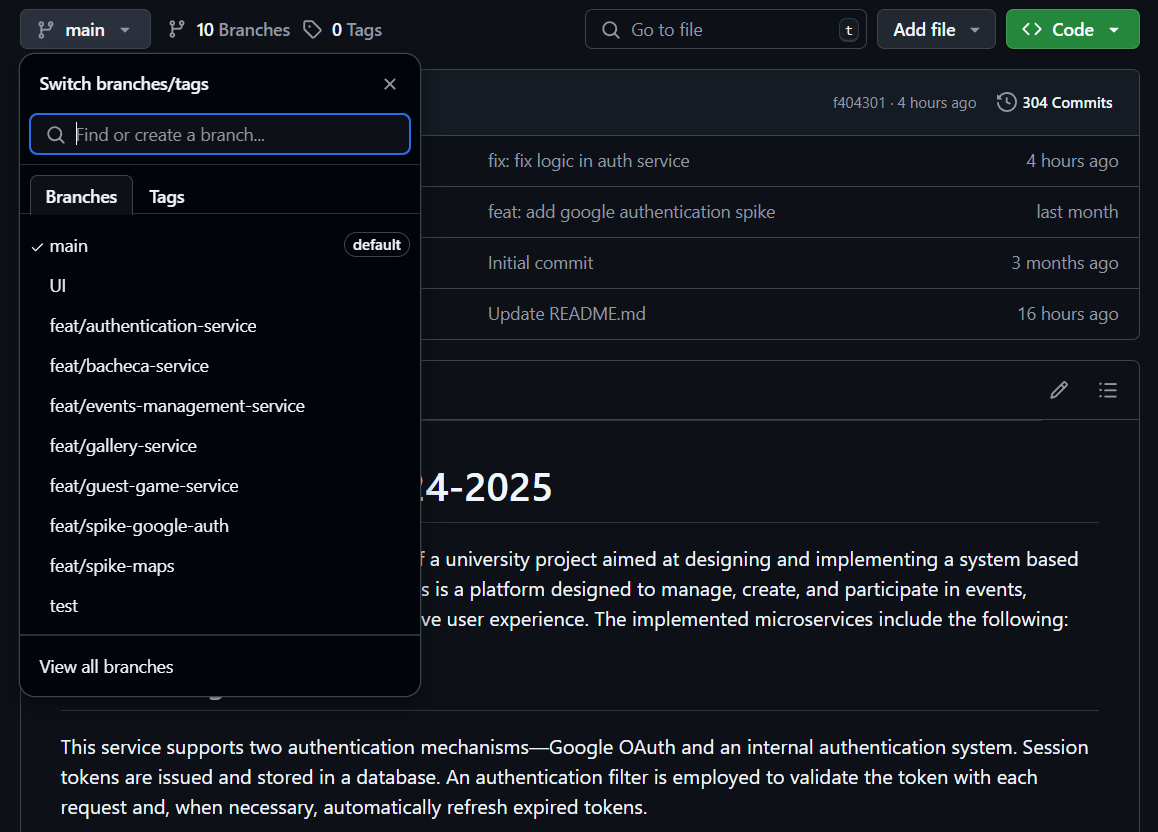 main
10 Branches
0 Tags
Go to file
t
Add file
Code
Switch branches/tags
Find or create a branch...
Branches
Tags
main
default
UI
feat/authentication-service
feat/bacheca-service
feat/events-management-service
feat/gallery-service
feat/guest-game-service
feat/spike-google-auth
feat/spike-maps
test
View all branches
f404301 · 4 hours ago
304 Commits
fix: fix logic in auth service
4 hours ago
feat: add google authentication spike
last month
Initial commit
3 months ago
Update README.md
16 hours ago
24-2025
a university project aimed at designing and implementing a system based
is a platform designed to manage, create, and participate in events,
user experience. The implemented microservices include the following:
This service supports two authentication mechanisms—Google OAuth and an internal authentication system. Session
tokens are issued and stored in a database. An authentication filter is employed to validate the token with each
request and, when necessary, automatically refresh expired tokens.